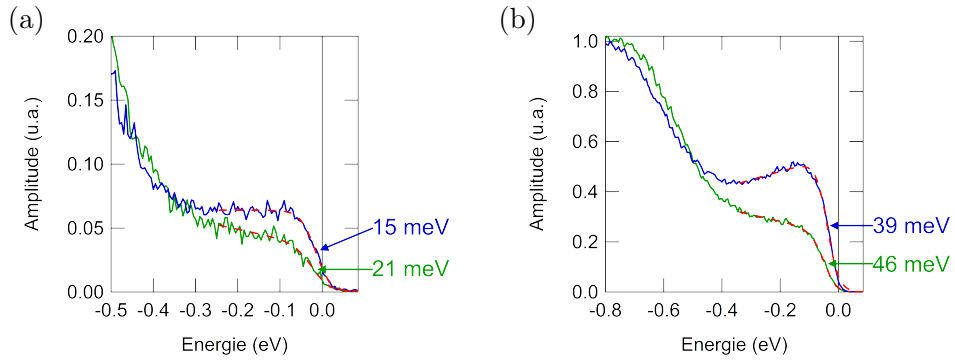 (a)
0.20
0.15
0.10
0.05
0.00
Amplitude (u.a.)
-0.5 -0.4 -0.3 -0.2 -0.1 0.0
Energie (eV)
15 meV
21 meV
(b)
1.0
0.8
0.6
0.4
0.2
0.0
Amplitude (u.a.)
-0.8 -0.6 -0.4 -0.2 0.0
Energie (eV)
39 meV
46 meV